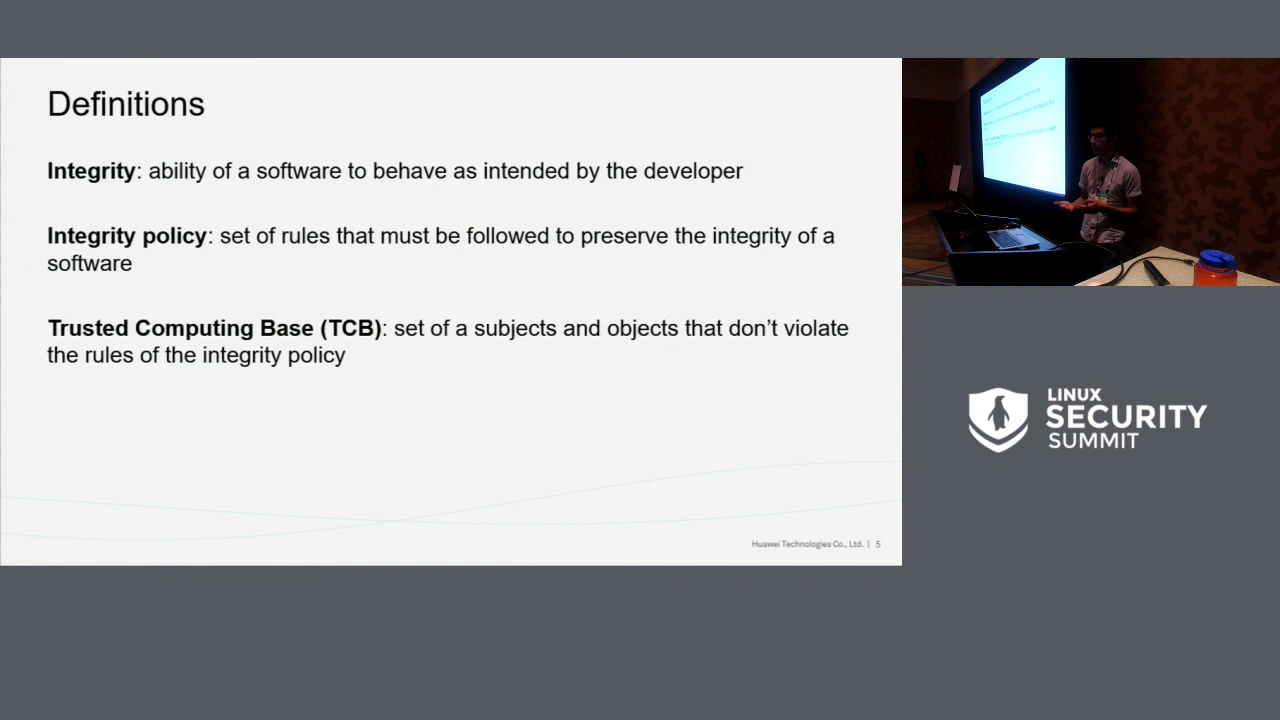 Definitions
Integrity: ability of a software to behave as intended by the developer
Integrity policy: set of rules that must be followed to preserve the integrity of a
software
Trusted Computing Base (TCB): set of a subjects and objects that don’t violate
the rules of the integrity policy
Huawei Technologies Co., Ltd. | 5
LINUX
SECURITY
SUMMIT